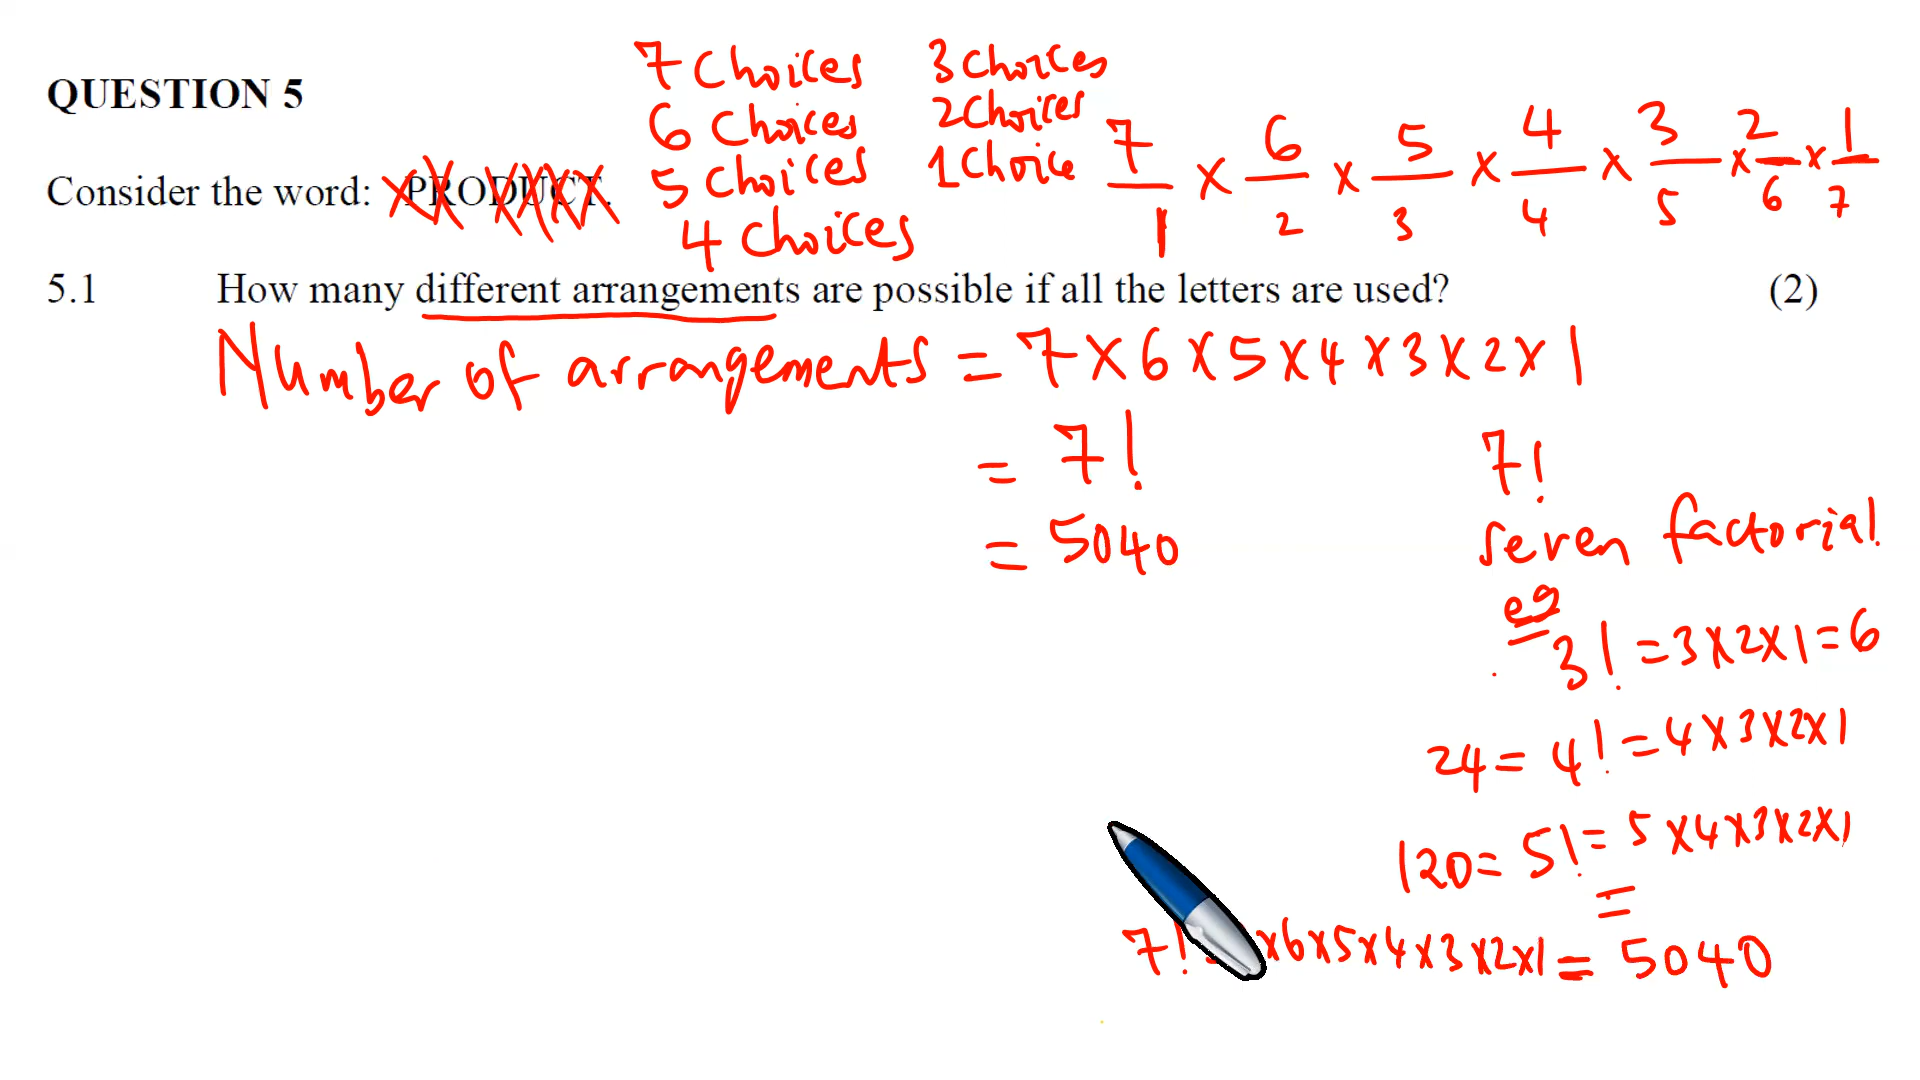 QUESTION 5
7 Choices
6 Choices
5 Choices
4 Choices
3 Choices
2 Choices
1 Choice
7 × 6 × 5 × 4 × 3 × 2 × 1
1 2 3 4 5 6 7
Consider the word: PRODUCT.
5.1 How many different arrangements are possible if all the letters are used? (2)
Number of arrangements = 7 × 6 × 5 × 4 × 3 × 2 × 1
= 7!
= 5040
7!
seven factorial
eg
3! = 3×2×1 = 6
24 = 4! = 4×3×2×1
120 = 5! = 5×4×3×2×1
=
7! ×6×5×4×3×2×1 = 5040